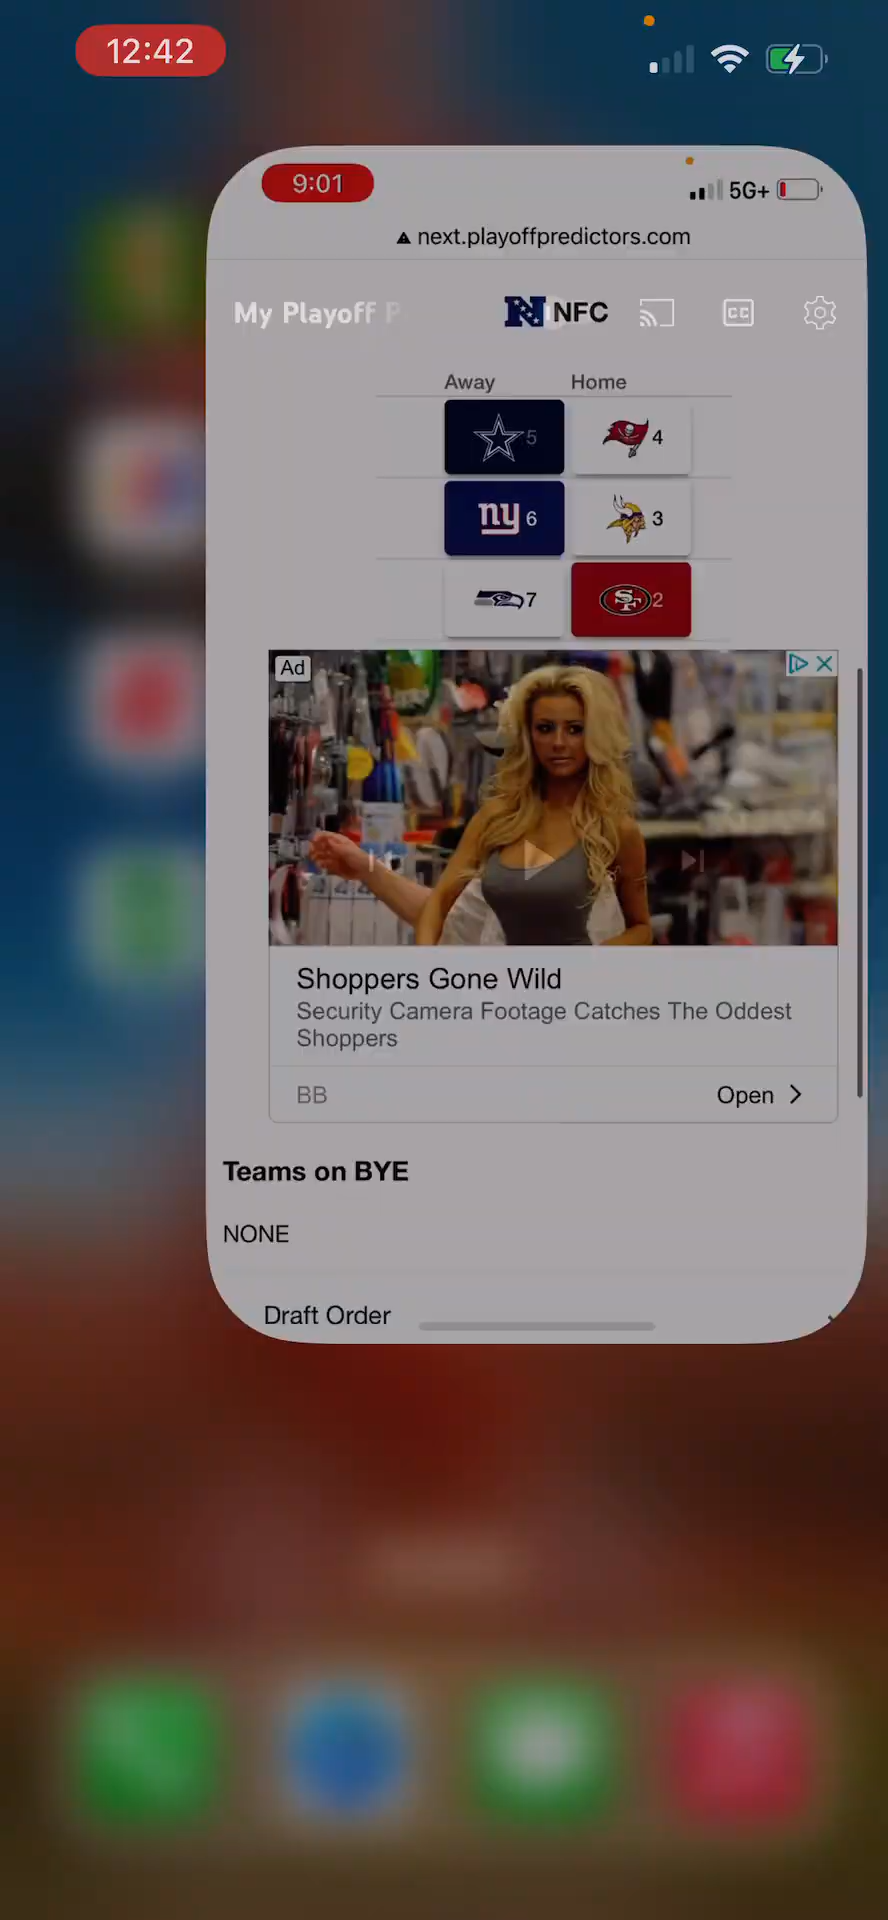 12:42
9:01
5G+
next.playoffpredictors.com
My Playoff P
NFC
CC
Away Home
5 4
ny 6 3
7 SF 2
Ad
Shoppers Gone Wild
Security Camera Footage Catches The Oddest
Shoppers
BB
Open
Teams on BYE
NONE
Draft Order